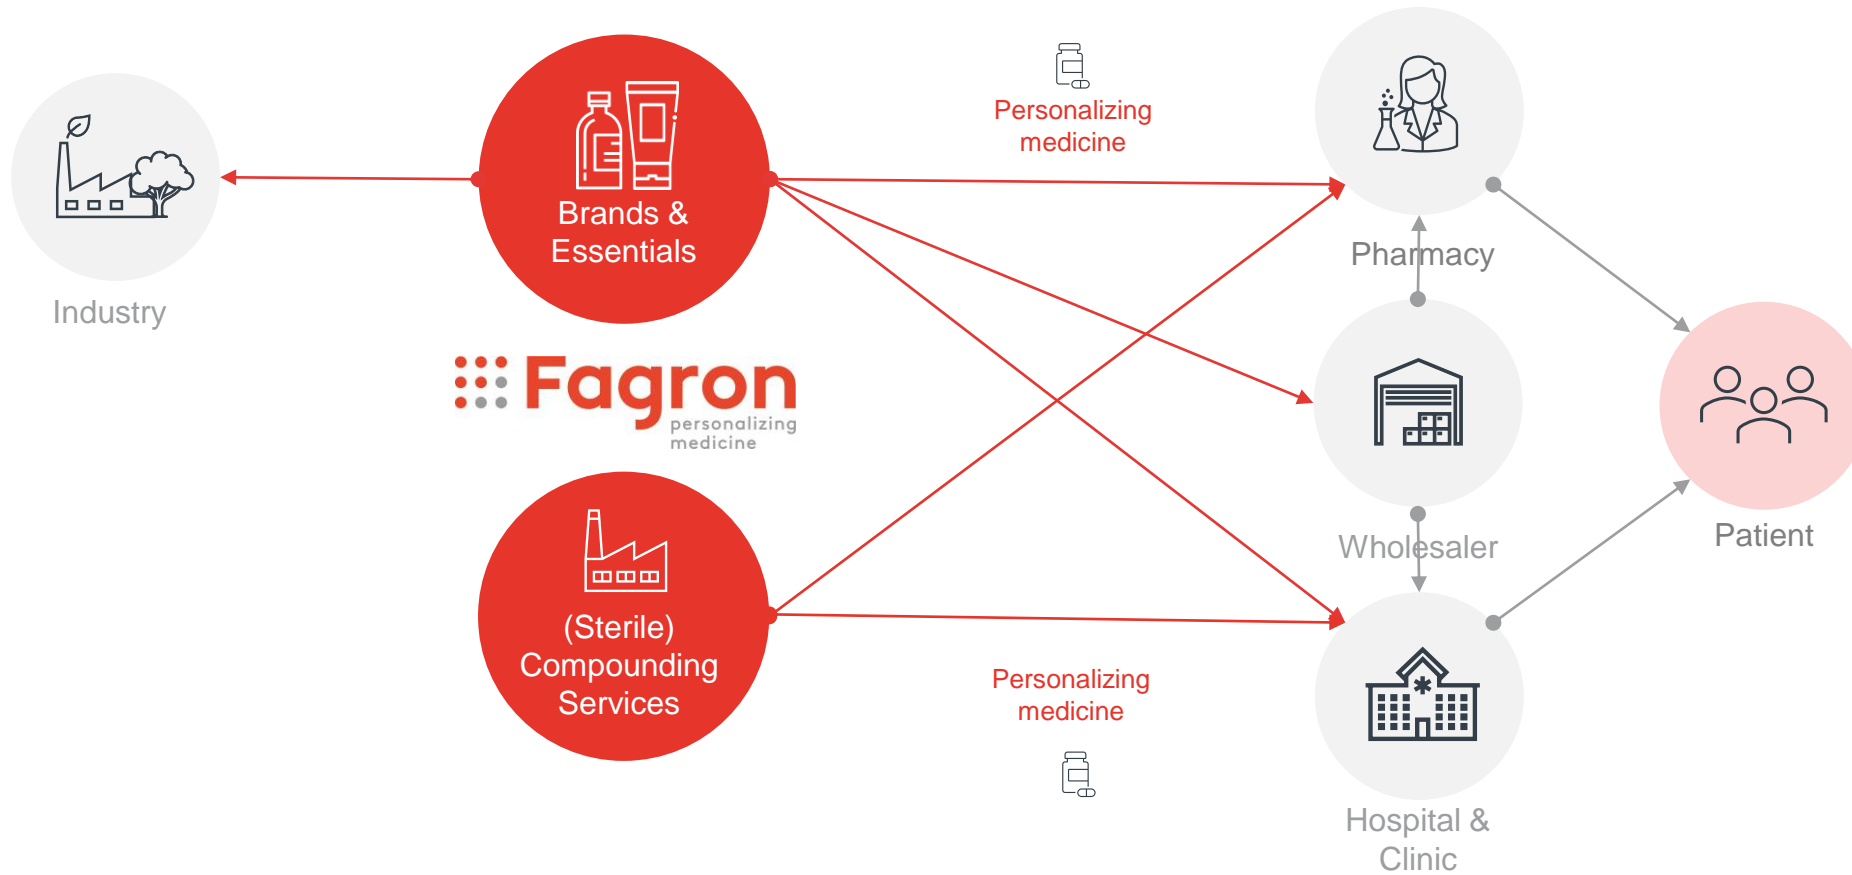 Industry
Brands &
Essentials
Fagron
personalizing
medicine
(Sterile)
Compounding
Services
Personalizing
medicine
Personalizing
medicine
Pharmacy
Wholesaler
Hospital &
Clinic
Patient